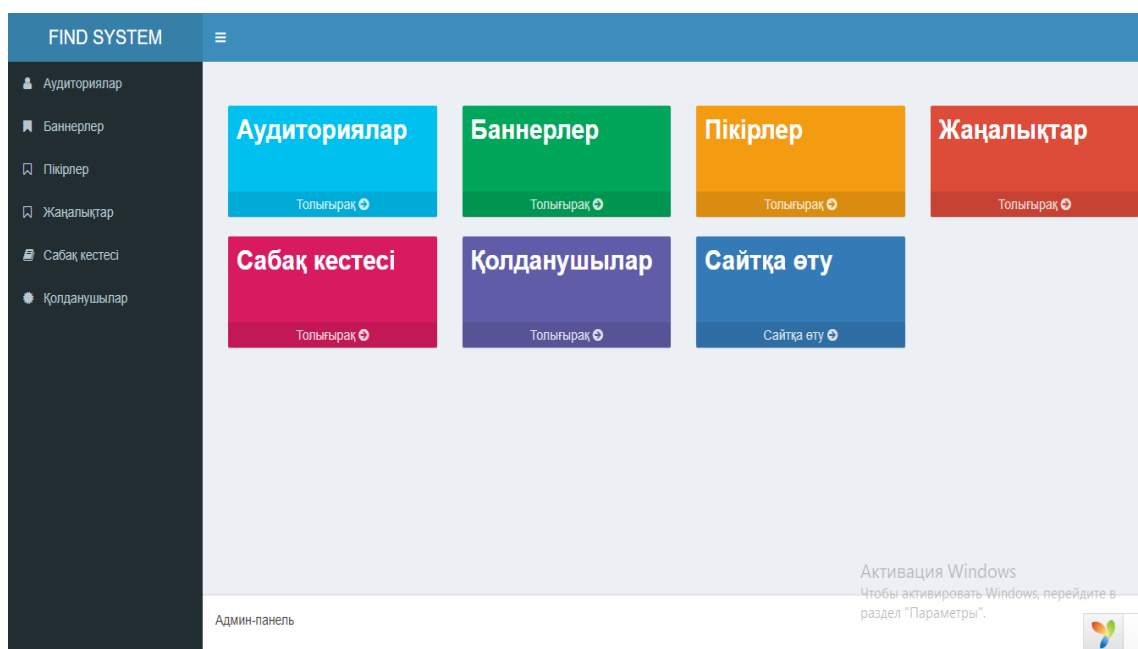 FIND SYSTEM
Аудиториялар
Баннерлер
Пікірлер
Жаңалықтар
Сабақ кестесі
Қолданушылар
Аудиториялар
Баннерлер
Пікірлер
Жаңалықтар
Толығырақ
Толығырақ
Толығырақ
Толығырақ
Сабақ кестесі
Қолданушылар
Сайтқа өту
Толығырақ
Толығырақ
Сайтқа өту
Активация Windows
Чтобы активировать Windows, перейдите в
раздел "Параметры".
Админ-панель